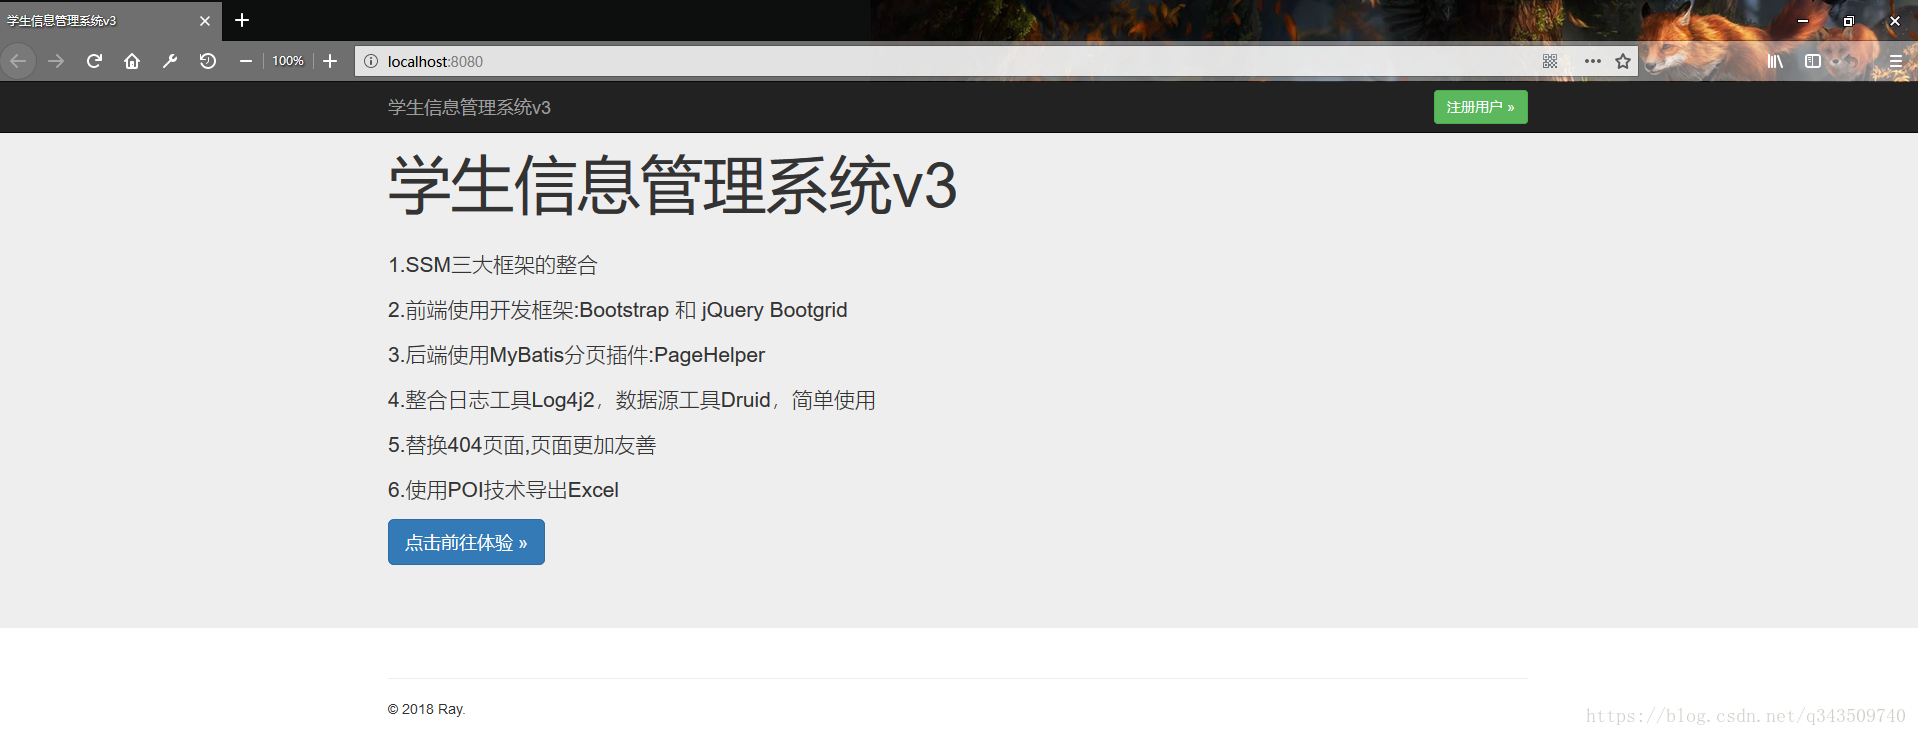 学生信息管理系统v3
100%
localhost:8080
学生信息管理系统v3
注册用户 »
学生信息管理系统v3
1.SSM三大框架的整合
2.前端使用开发框架:Bootstrap 和 jQuery Bootgrid
3.后端使用MyBatis分页插件:PageHelper
4.整合日志工具Log4j2，数据源工具Druid，简单使用
5.替换404页面,页面更加友善
6.使用POI技术导出Excel
点击前往体验 »
© 2018 Ray.
https://blog.csdn.net/q343509740